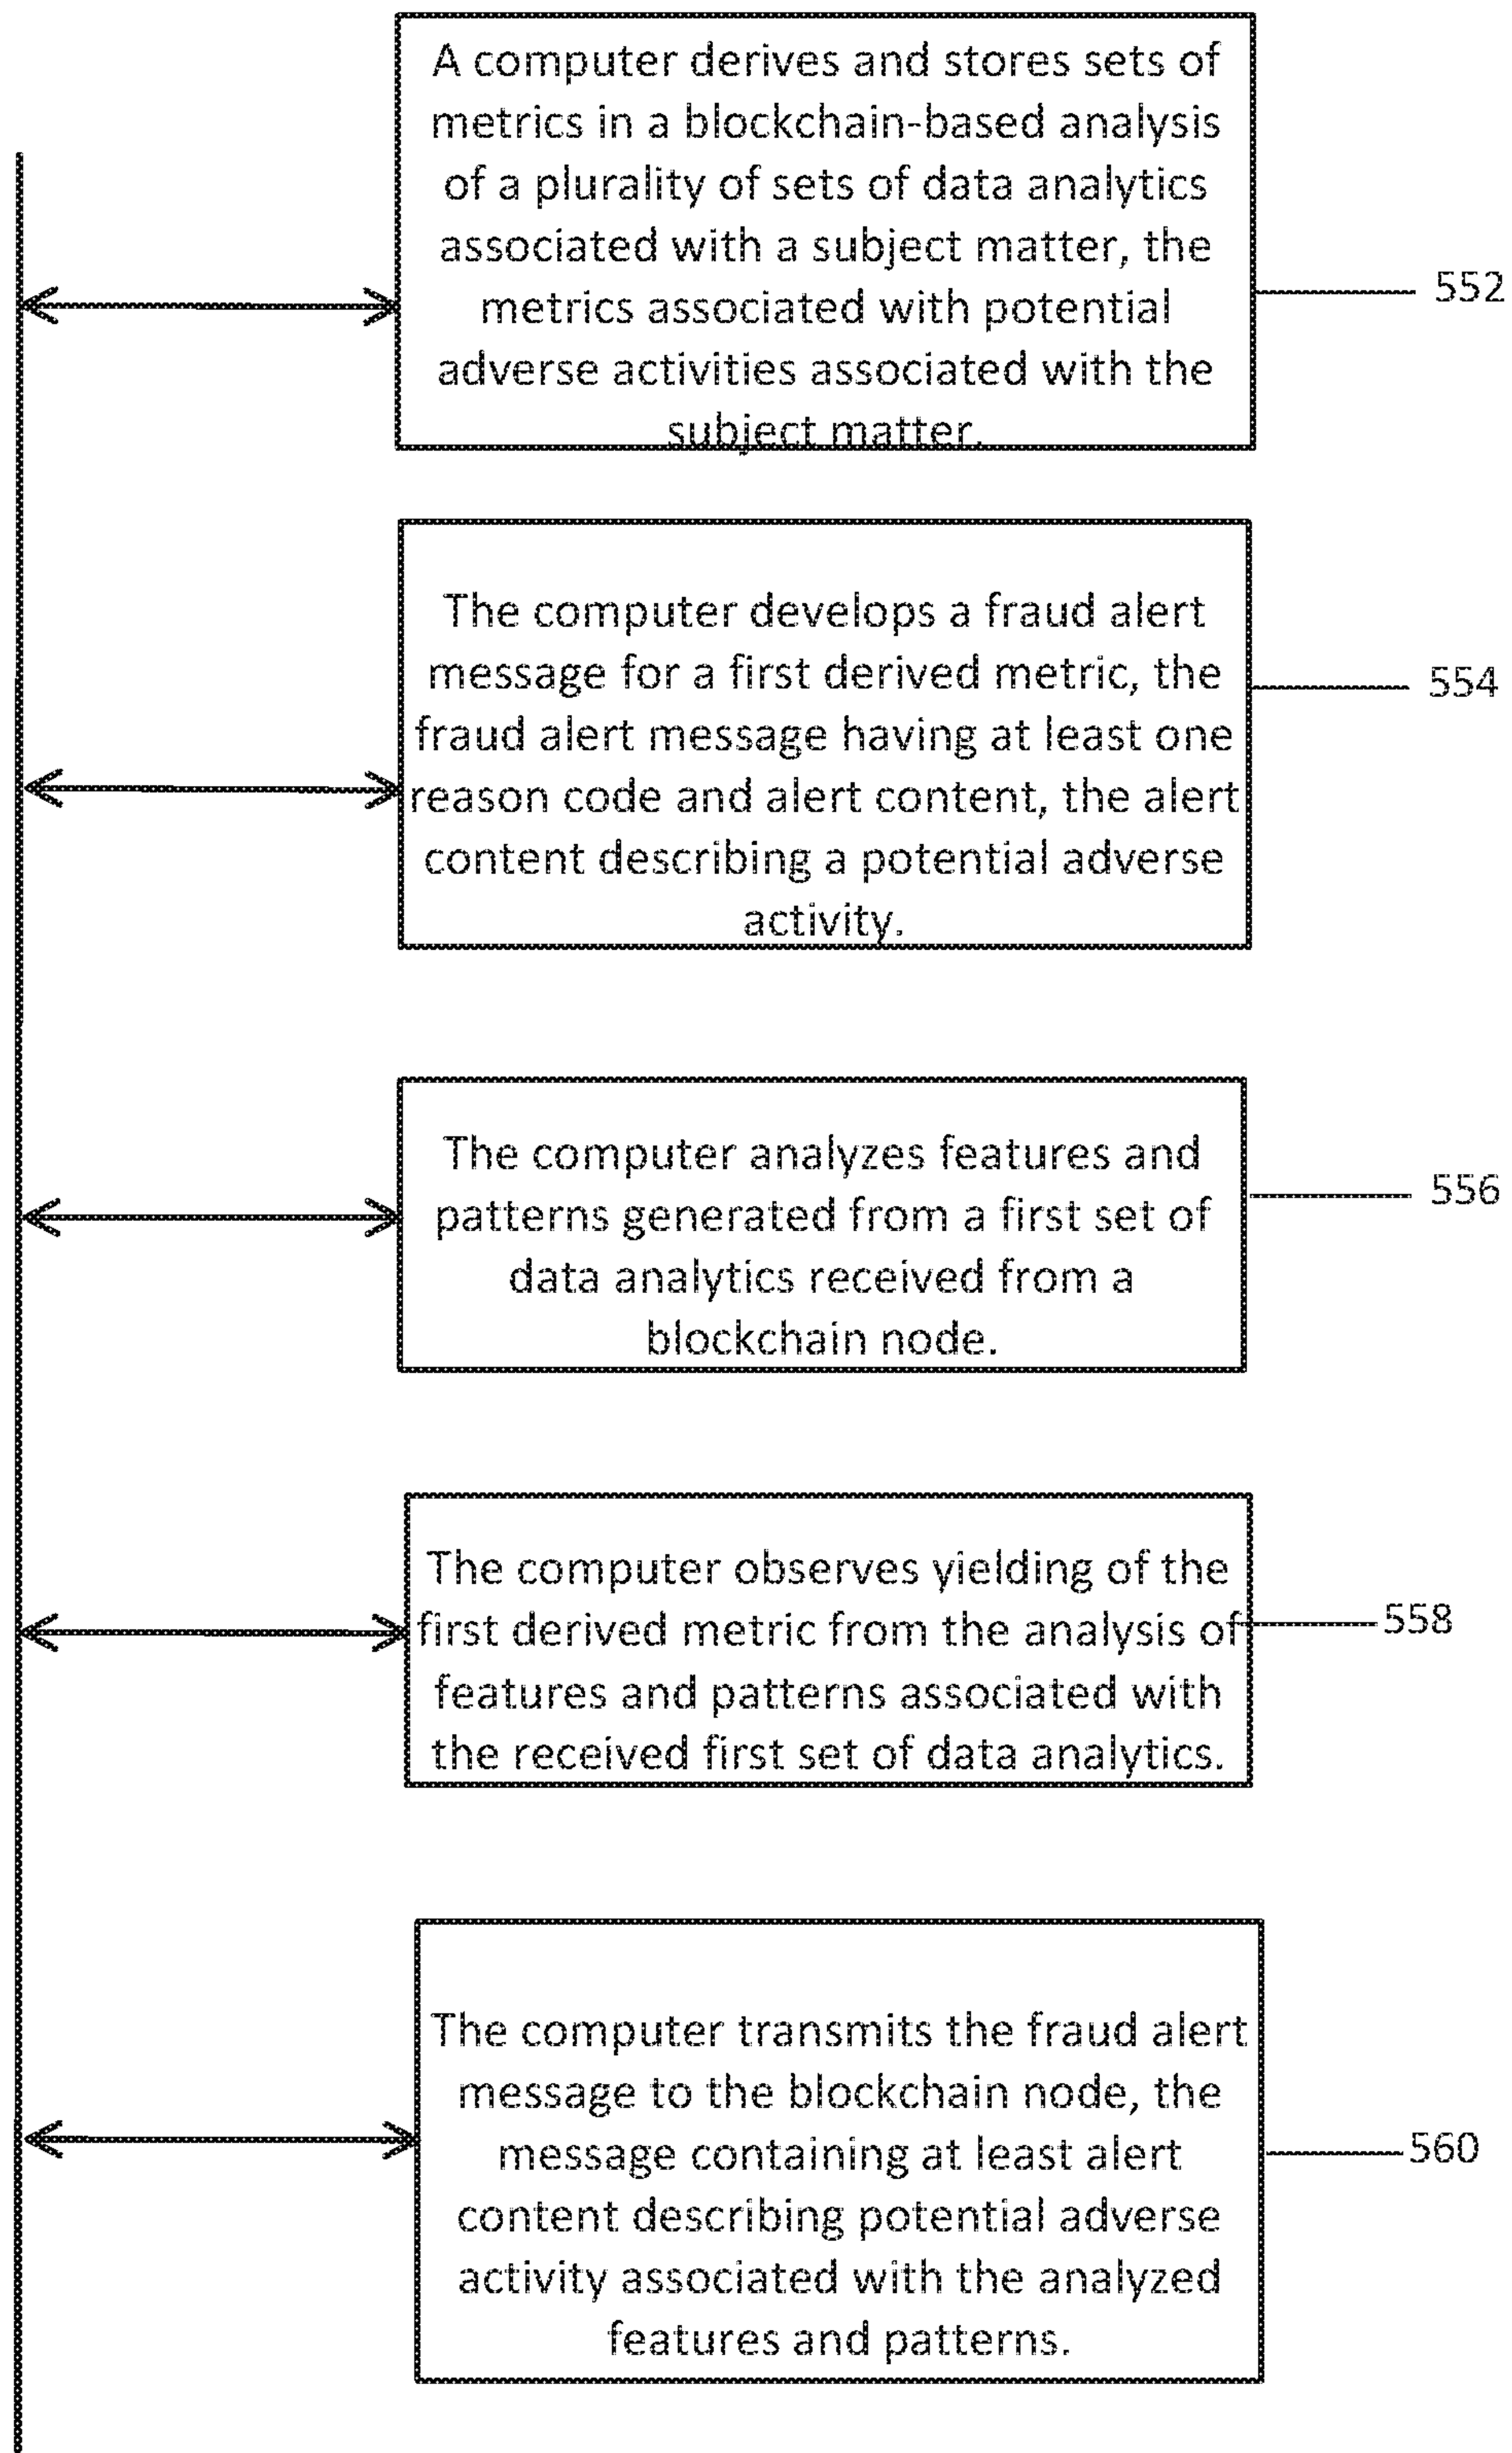 A computer derives and stores sets of
metrics in a blockchain-based analysis
of a plurality of sets of data analytics
associated with a subject matter, the
metrics associated with potential
adverse activities associated with the
subject matter.
552
The computer develops a fraud alert
message for a first derived metric, the
fraud alert message having at least one
reason code and alert content, the alert
content describing a potential adverse
activity.
554
The computer analyzes features and
patterns generated from a first set of
data analytics received from a
blockchain node.
556
The computer observes yielding of the
first derived metric from the analysis of
features and patterns associated with
the received first set of data analytics.
558
The computer transmits the fraud alert
message to the blockchain node, the
message containing at least alert
content describing potential adverse
activity associated with the analyzed
features and patterns.
560